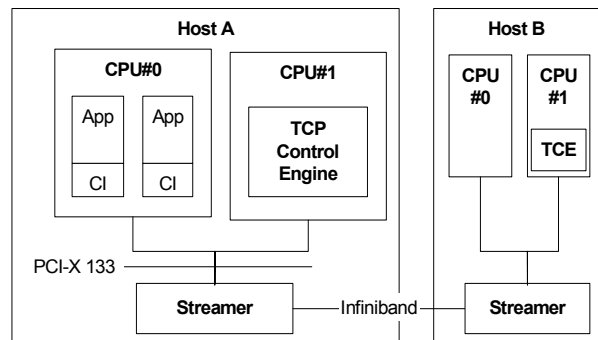 Host A
CPU#0
App
App
CI
CI
CPU#1
TCP
Control
Engine
PCI-X 133
Streamer
Infiniband
Host B
CPU
#0
CPU
#1
TCE
Streamer